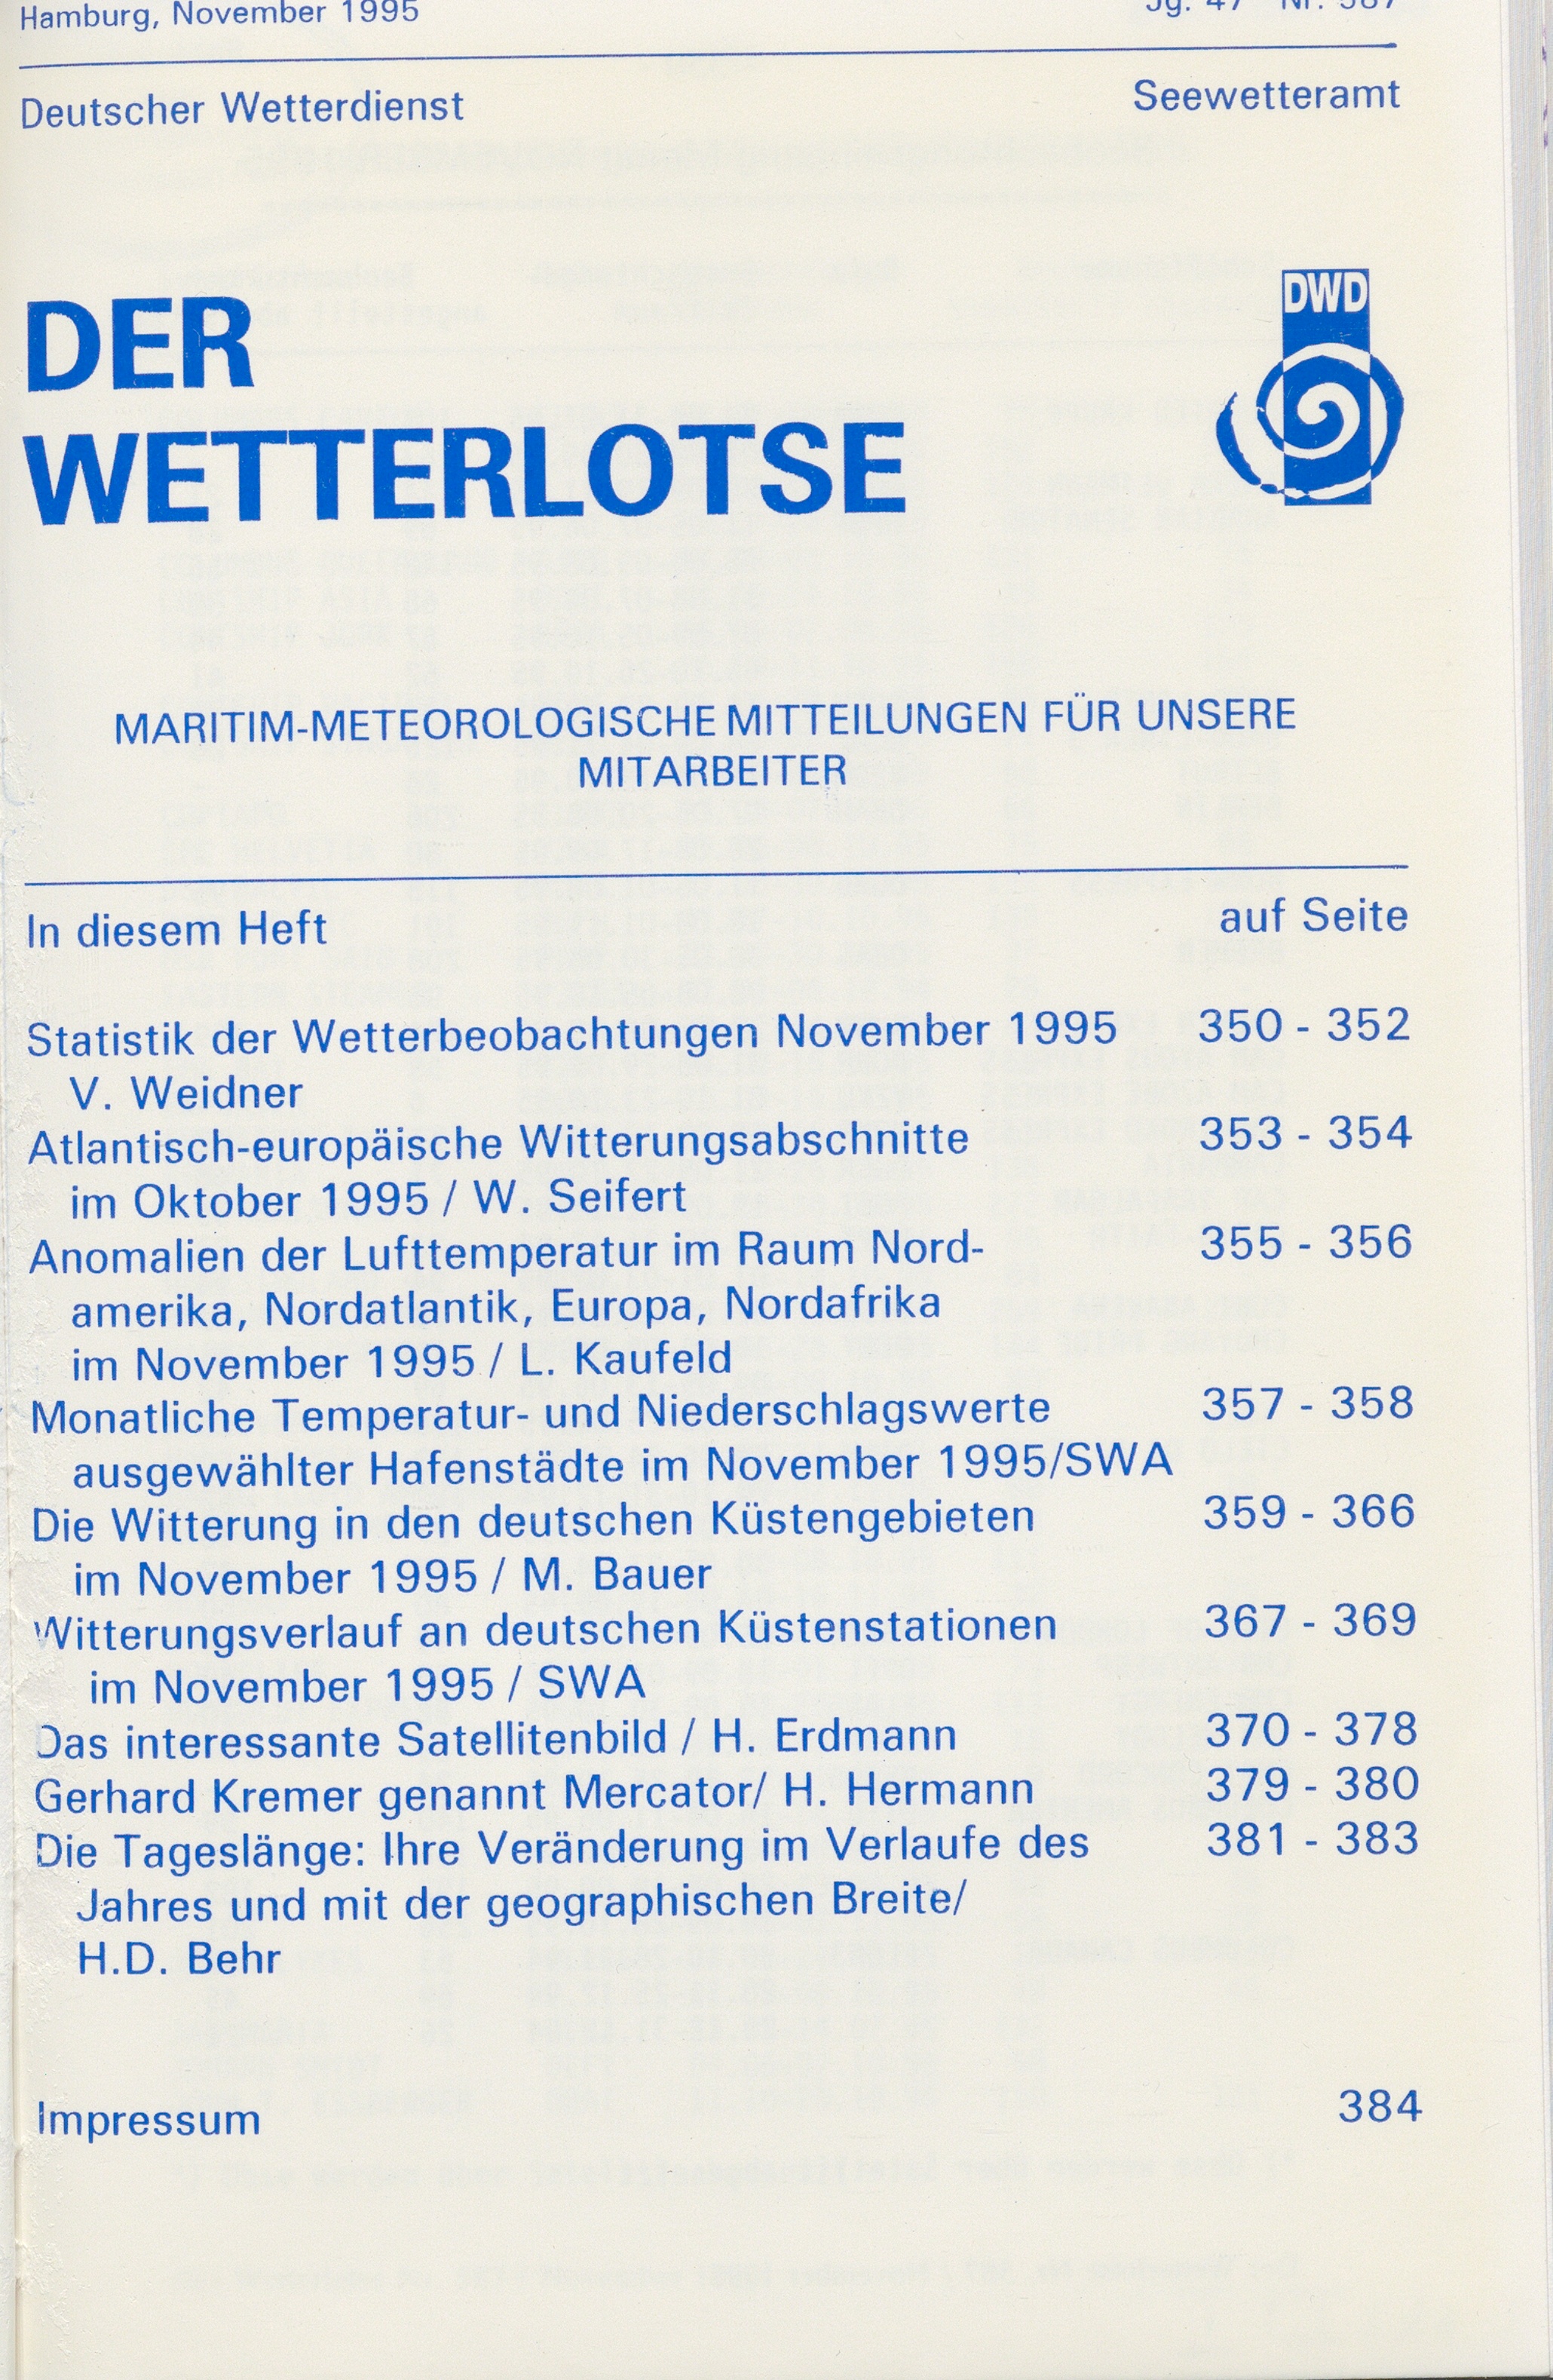 Hamburg, November 1995 Jg. 47 Nr. 587
Deutscher Wetterdienst Seewetteramt
DWD
DER
WETTERLOTSE
MARITIM-METEOROLOGISCHE MITTEILUNGEN FÜR UNSERE
MITARBEITER
In diesem Heft auf Seite
Statistik der Wetterbeobachtungen November 1995 350 - 352
V. Weidner
Atlantisch-europäische Witterungsabschnitte 353 - 354
im Oktober 1995 / W. Seifert
Anomalien der Lufttemperatur im Raum Nord- 355 - 356
amerika, Nordatlantik, Europa, Nordafrika
im November 1995 / L. Kaufeld
Monatliche Temperatur- und Niederschlagswerte 357 - 358
ausgewählter Hafenstädte im November 1995/SWA
Die Witterung in den deutschen Küstengebieten 359 - 366
im November 1995 / M. Bauer
Witterungsverlauf an deutschen Küstenstationen 367 - 369
im November 1995 / SWA
Das interessante Satellitenbild / H. Erdmann 370 - 378
Gerhard Kremer genannt Mercator/ H. Hermann 379 - 380
Die Tageslänge: Ihre Veränderung im Verlaufe des 381 - 383
Jahres und mit der geographischen Breite/
H.D. Behr
Impressum 384